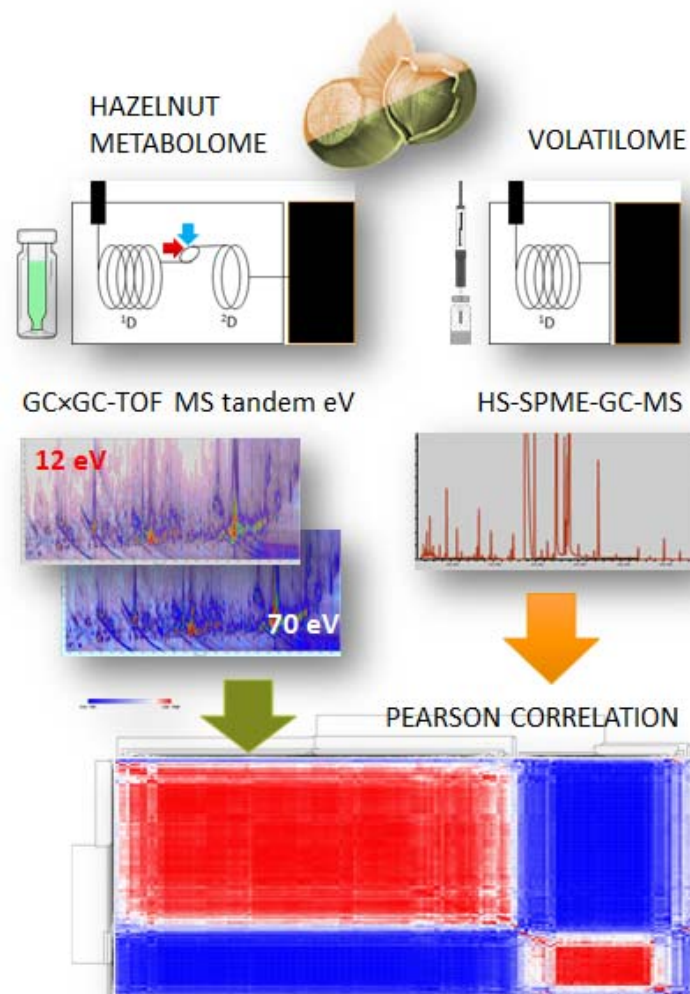 HAZELNUT
METABOLOME
VOLATILOME
¹D
²D
¹D
GC×GC-TOF MS tandem eV
HS-SPME-GC-MS
12 eV
70 eV
PEARSON CORRELATION